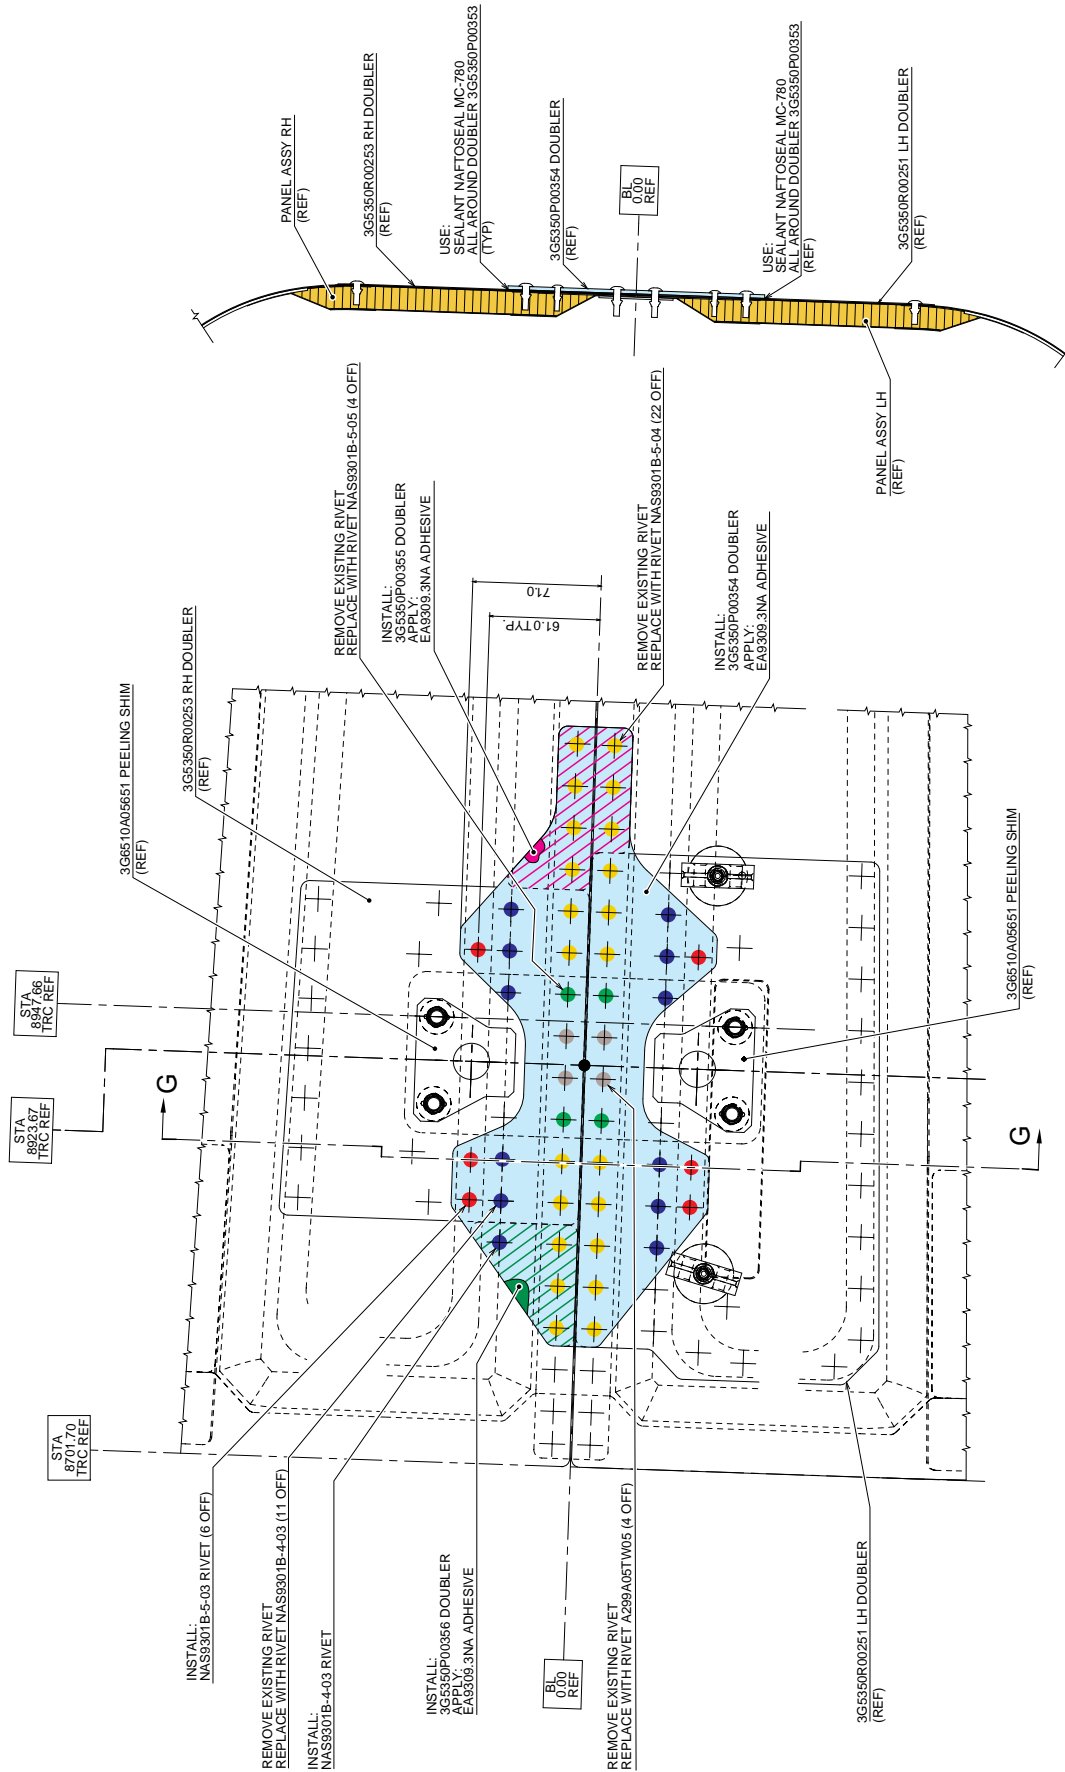 PANEL ASSY RH
(REF)
3G5350R00253 RH DOUBLER
(REF)
USE:
SEALANT NAFTOSEAL MC-780
ALL AROUND DOUBLER 3G5350P00353
(TYP)
3G5350P00354 DOUBLER
(REF)
BL
0.00
REF
USE:
SEALANT NAFTOSEAL MC-780
ALL AROUND DOUBLER 3G5350P00353
(REF)
3G5350R00251 LH DOUBLER
(REF)
PANEL ASSY LH
(REF)
3G6510A05651 PEELING SHIM
(REF)
3G5350R00253 RH DOUBLER
(REF)
REMOVE EXISTING RIVET
REPLACE WITH RIVET NAS9301B-5-05 (4 OFF)
INSTALL:
3G5350P00355 DOUBLER
APPLY:
EA9309.3NA ADHESIVE
71.0
61.0TYP.
REMOVE EXISTING RIVET
REPLACE WITH RIVET NAS9301B-5-04 (22 OFF)
INSTALL:
3G5350P00354 DOUBLER
APPLY:
EA9309.3NA ADHESIVE
3G6510A05651 PEELING SHIM
(REF)
STA
8947.66
TRC REF
STA
8923.67
TRC REF
G
G
STA
8701.70
TRC REF
INSTALL:
NAS9301B-5-03 RIVET (6 OFF)
REMOVE EXISTING RIVET
REPLACE WITH RIVET NAS9301B-4-03 (11 OFF)
INSTALL:
NAS9301B-4-03 RIVET
INSTALL:
3G5350P00356 DOUBLER
APPLY:
EA9309.3NA ADHESIVE
BL
0.00
REF
REMOVE EXISTING RIVET
REPLACE WITH RIVET A299A05TW05 (4 OFF)
3G5350R00251 LH DOUBLER
(REF)